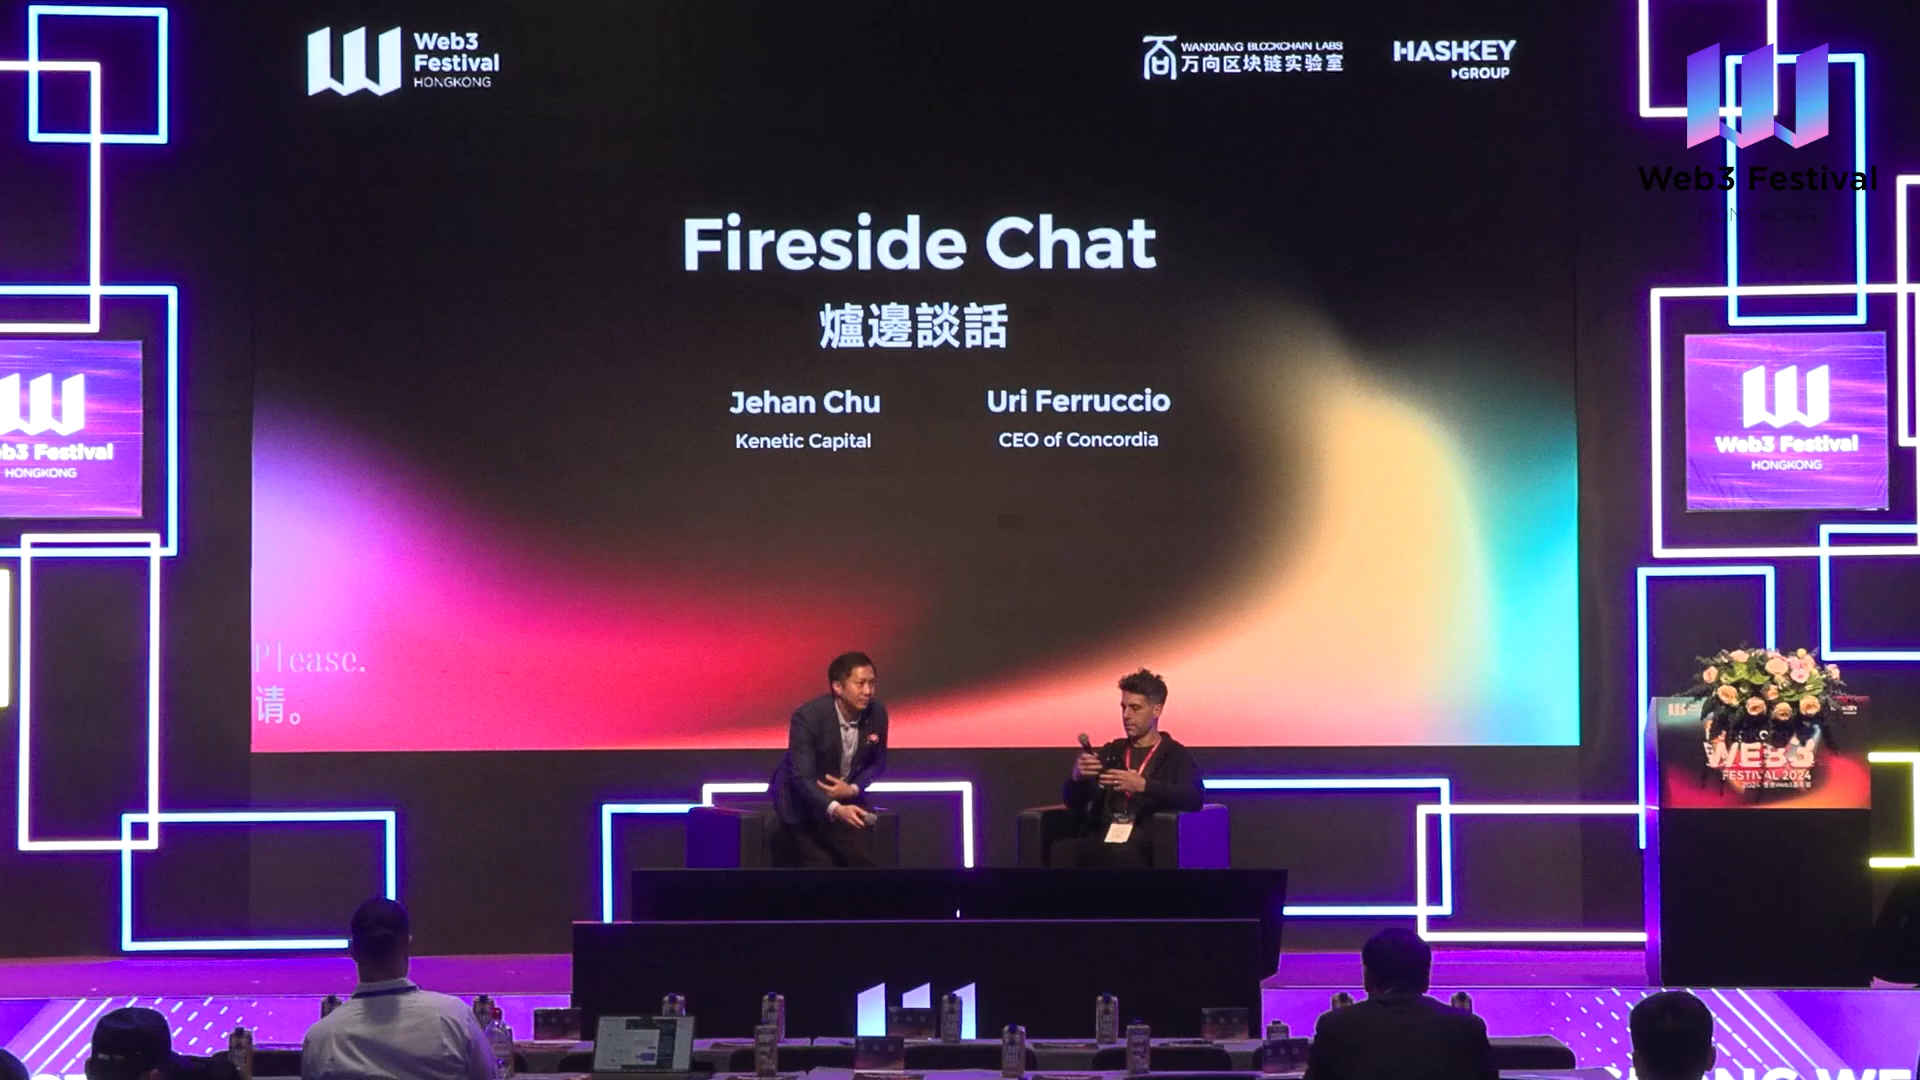 Web3
Festival
HONGKONG
WANXIANG BLOCKCHAIN LABS
万向区块链实验室
HASHKEY
GROUP
Web3 Festival
HONGKONG
Fireside Chat
爐邊談話
Jehan Chu
Kenetic Capital
Uri Ferruccio
CEO of Concordia
eb3 Festival
HONGKONG
Web3 Festival
HONGKONG
Please.
请。
WEB3
FESTIVAL 2024